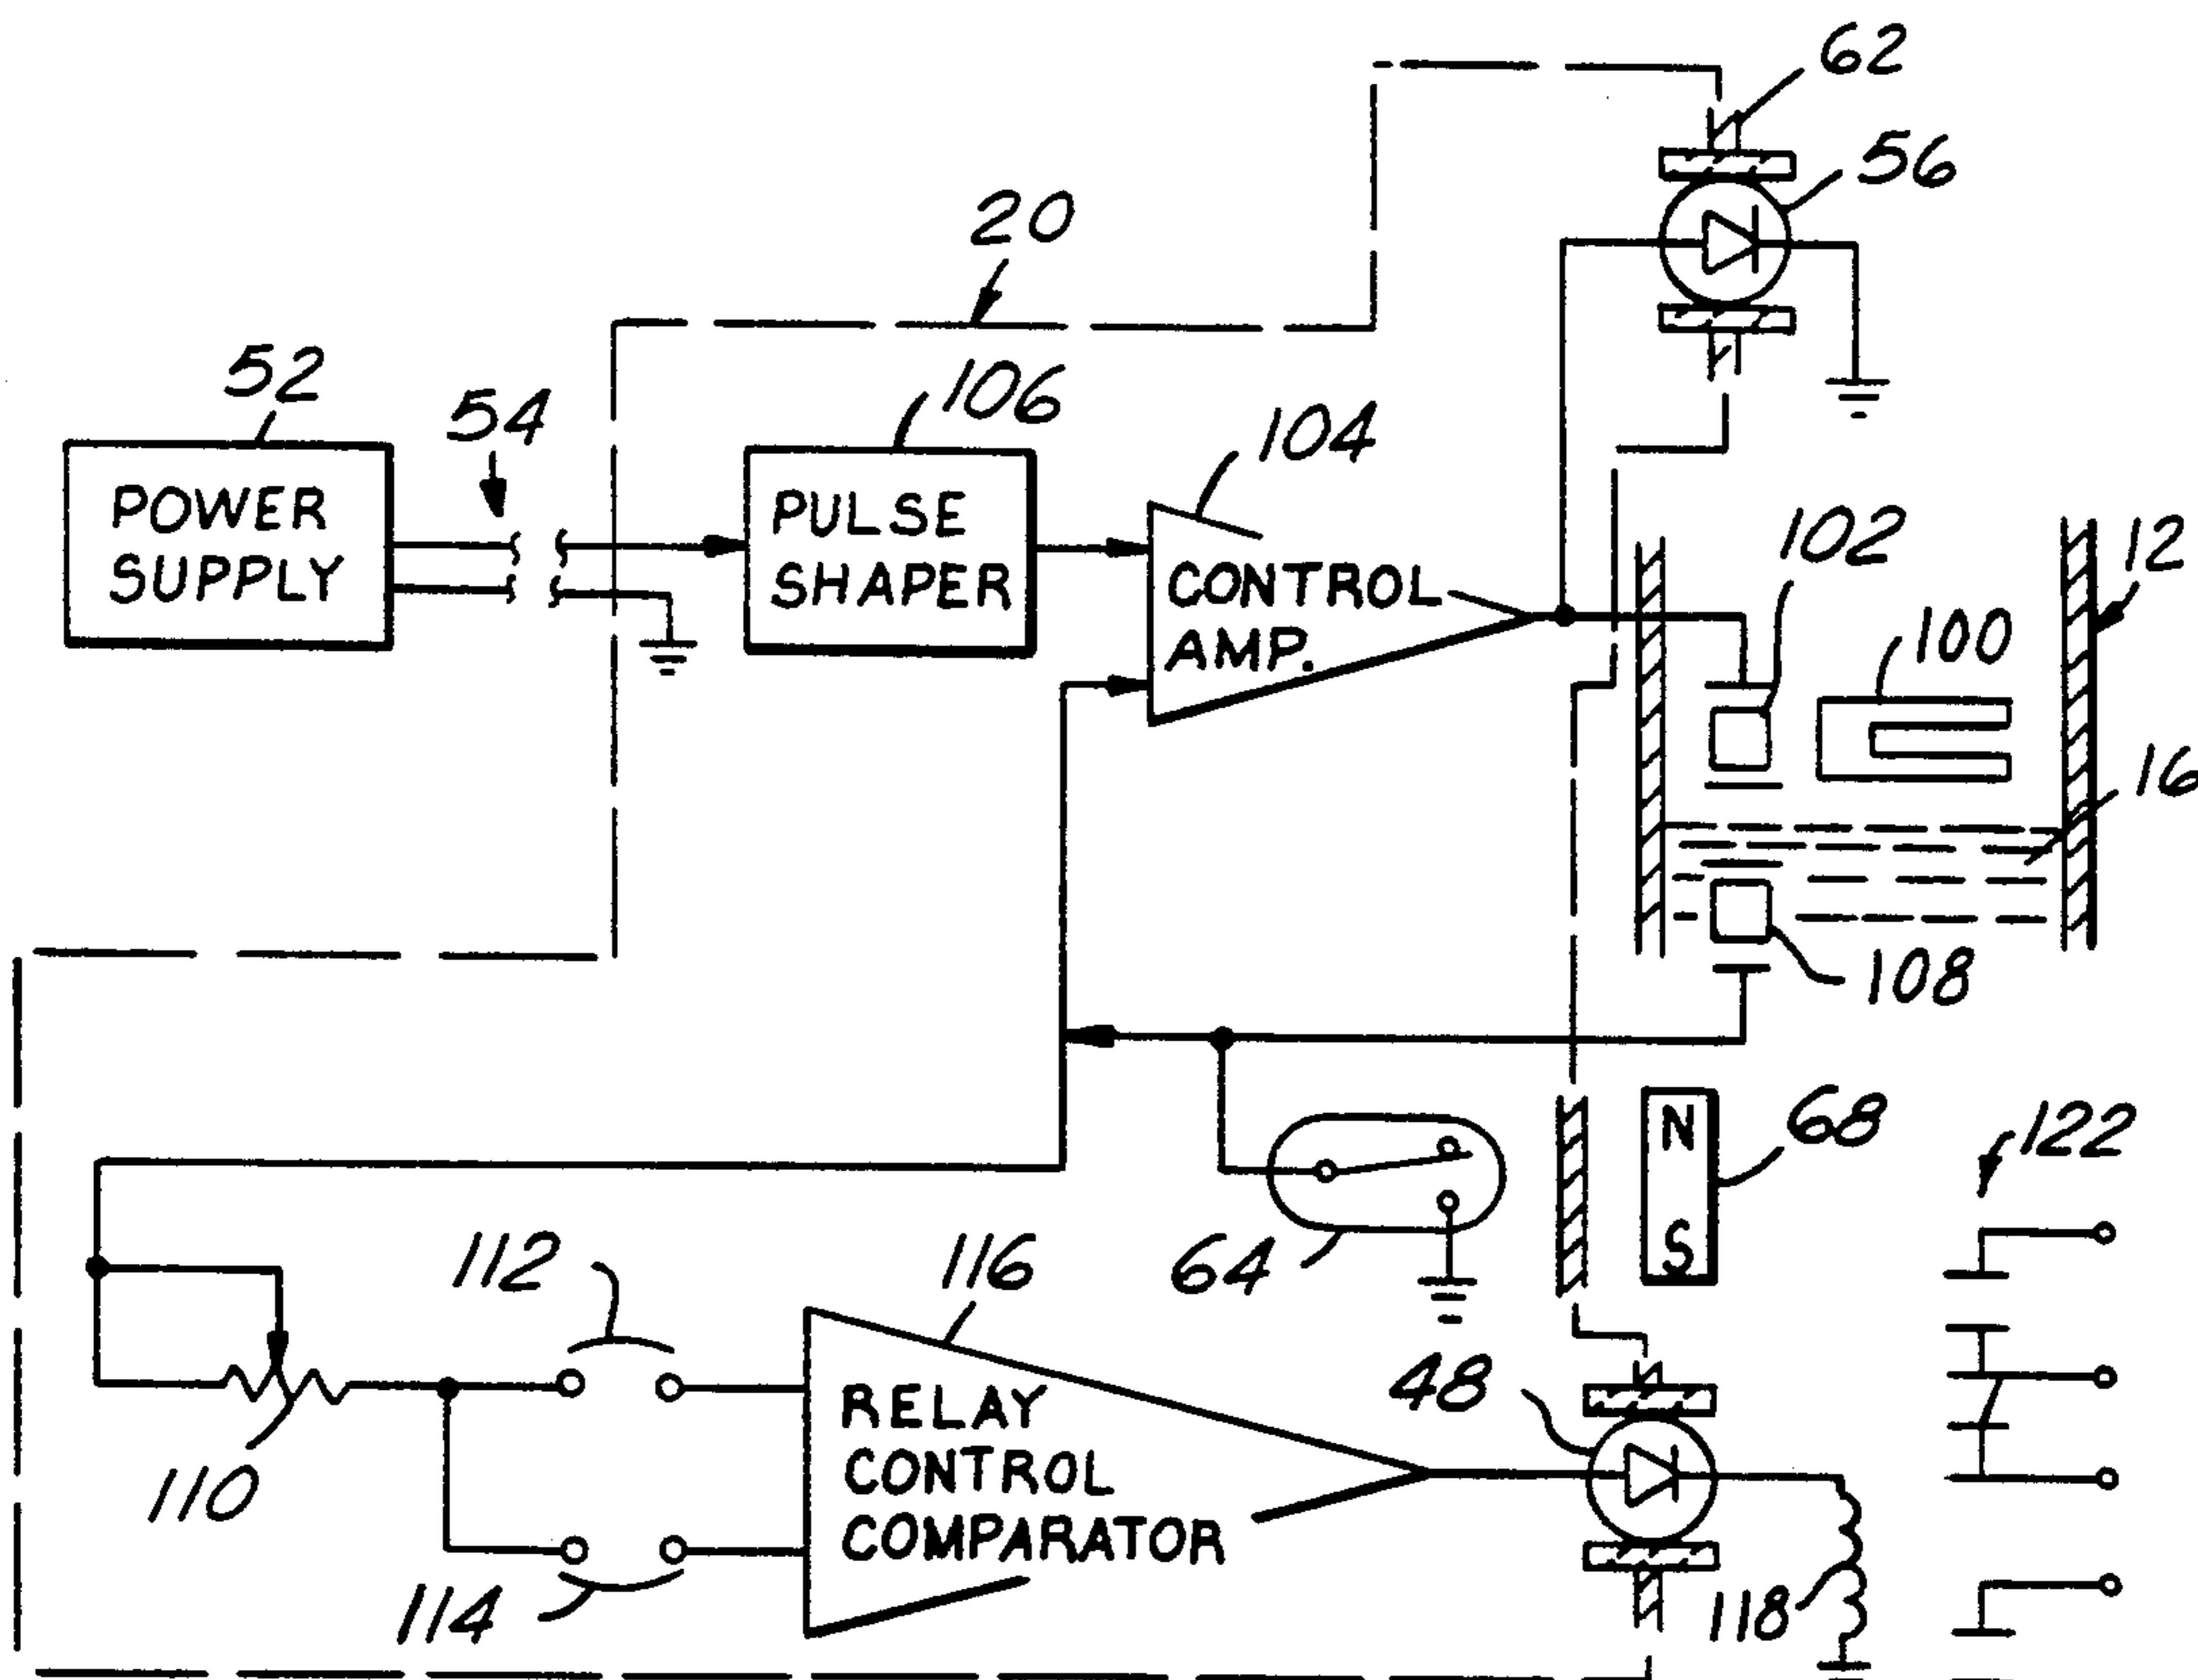 62
56
20
52
54
106
104
POWER
SUPPLY
PULSE
SHAPER
CONTROL
AMP.
102
12
100
16
108
N
S
68
122
64
112
116
48
RELAY
CONTROL
COMPARATOR
110
114
118